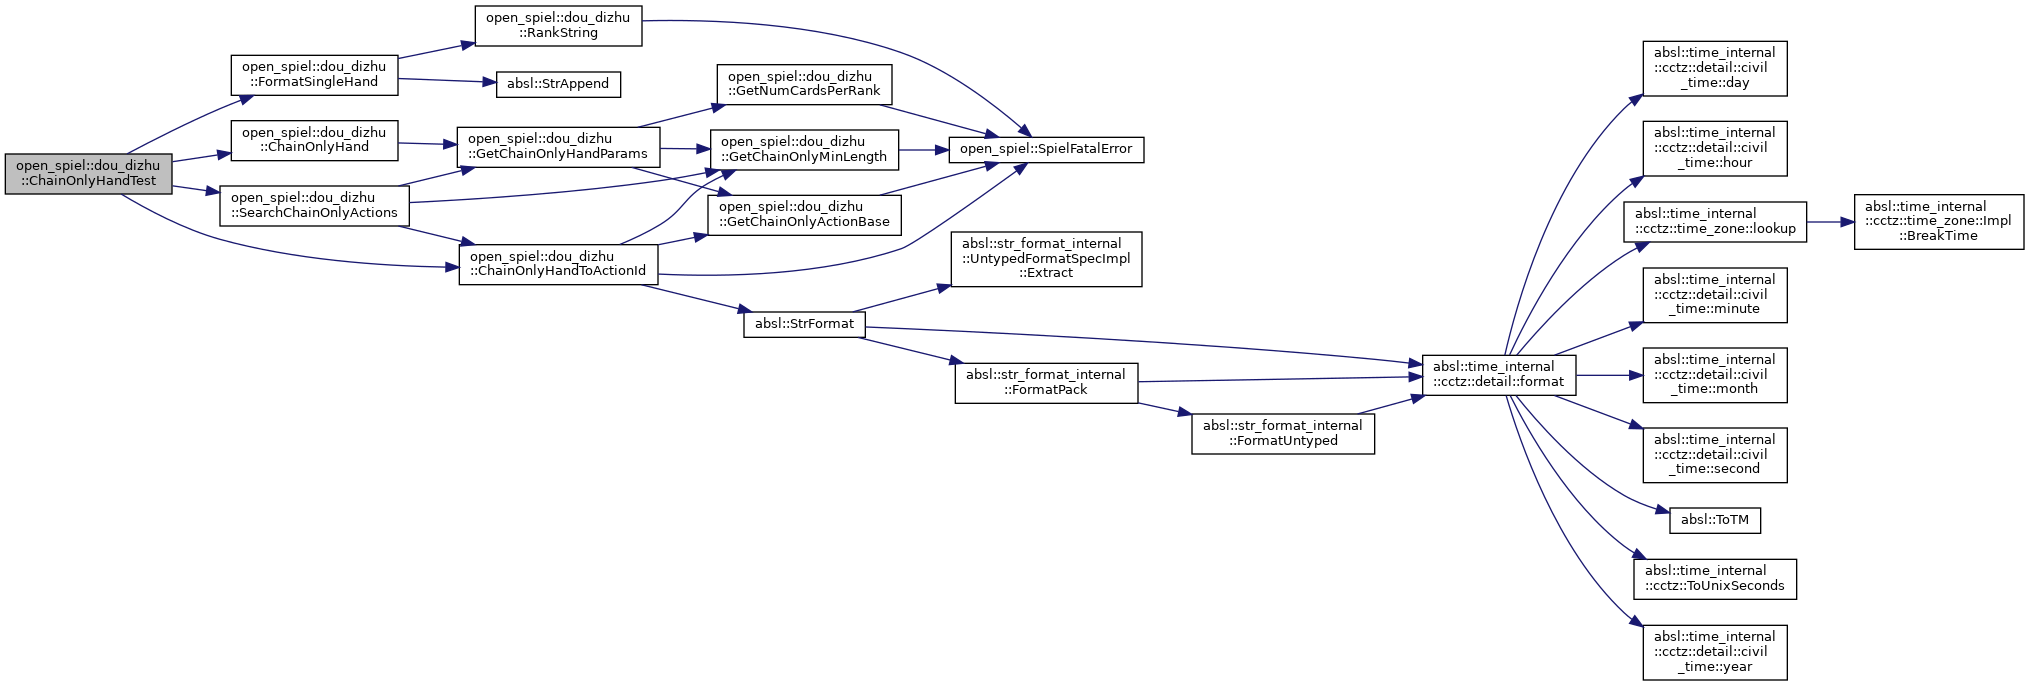 open_spiel::dou_dizhu
::ChainOnlyHandTest
open_spiel::dou_dizhu
::FormatSingleHand
open_spiel::dou_dizhu
::ChainOnlyHand
open_spiel::dou_dizhu
::SearchChainOnlyActions
open_spiel::dou_dizhu
::RankString
absl::StrAppend
open_spiel::dou_dizhu
::GetChainOnlyHandParams
open_spiel::dou_dizhu
::ChainOnlyHandToActionId
open_spiel::dou_dizhu
::GetNumCardsPerRank
open_spiel::dou_dizhu
::GetChainOnlyMinLength
open_spiel::dou_dizhu
::GetChainOnlyActionBase
absl::StrFormat
open_spiel::SpielFatalError
absl::str_format_internal
::UntypedFormatSpecImpl
::Extract
absl::str_format_internal
::FormatPack
absl::str_format_internal
::FormatUntyped
absl::time_internal
::cctz::detail::format
absl::time_internal
::cctz::detail::civil
_time::day
absl::time_internal
::cctz::detail::civil
_time::hour
absl::time_internal
::cctz::time_zone::lookup
absl::time_internal
::cctz::detail::civil
_time::minute
absl::time_internal
::cctz::detail::civil
_time::month
absl::time_internal
::cctz::detail::civil
_time::second
absl::ToTM
absl::time_internal
::cctz::ToUnixSeconds
absl::time_internal
::cctz::detail::civil
_time::year
absl::time_internal
::cctz::time_zone::Impl
::BreakTime